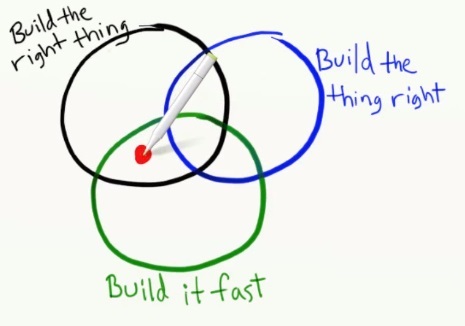 Build the
right thing
Build the
thing right
Build it fast